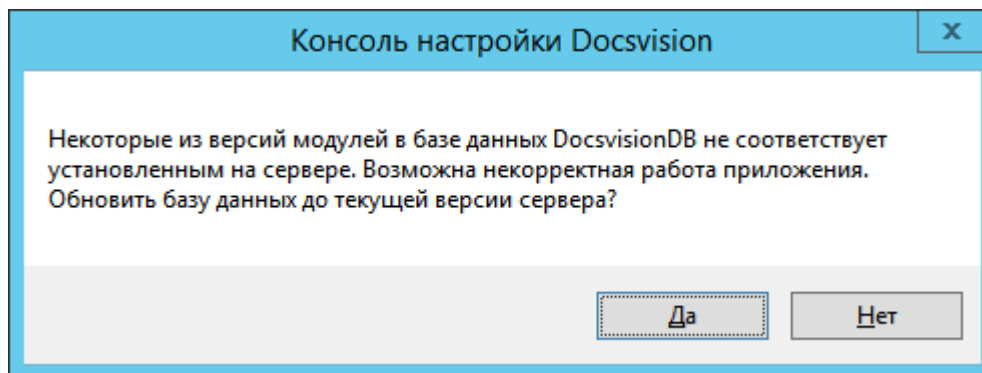 Консоль настройки Docsvision
x
Некоторые из версий модулей в базе данных DocsvisionDB не соответствует
установленным на сервере. Возможна некорректная работа приложения.
Обновить базу данных до текущей версии сервера?
Да
Нет